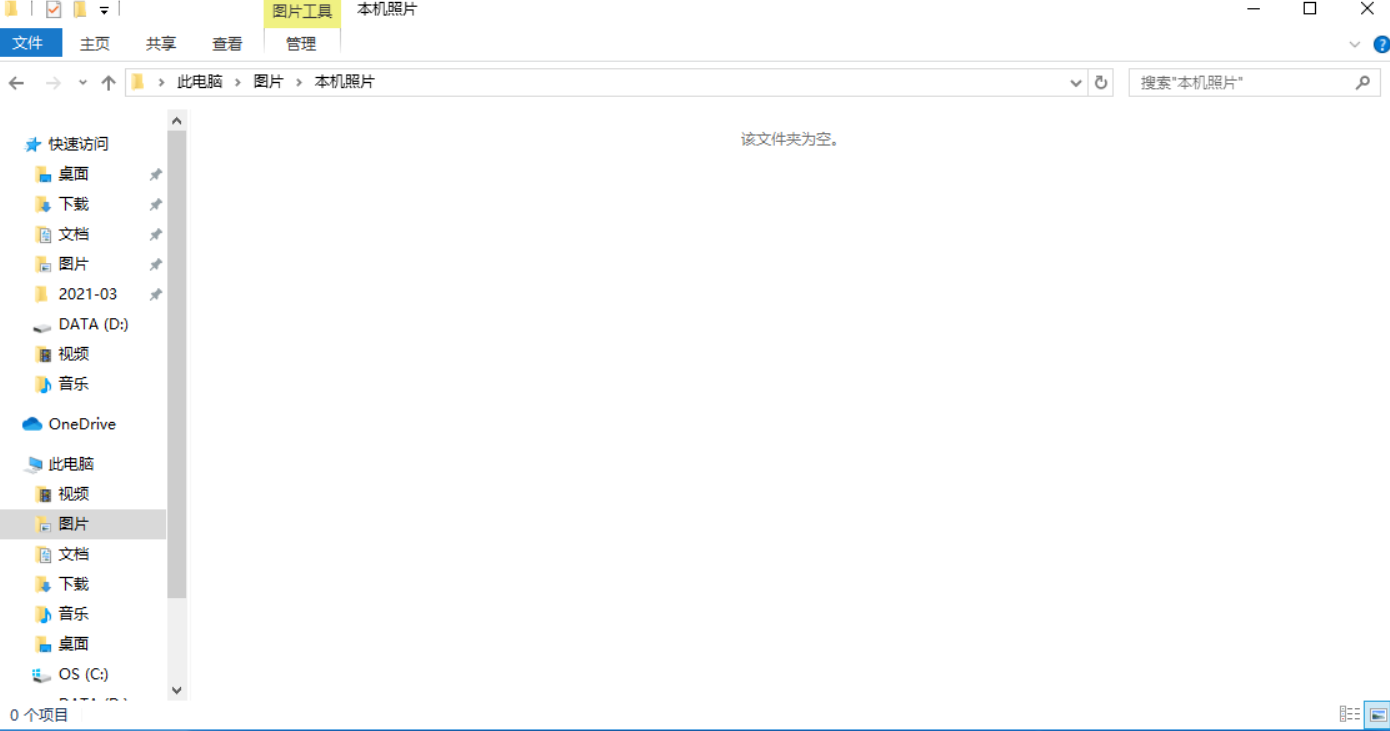 图片工具 本机照片
文件 主页 共享 查看 管理
此电脑 图片 本机照片 搜索"本机照片"
该文件夹为空。
快速访问
桌面
下载
文档
图片
2021-03
DATA (D:)
视频
音乐
OneDrive
此电脑
视频
图片
文档
下载
音乐
桌面
OS (C:)
0 个项目